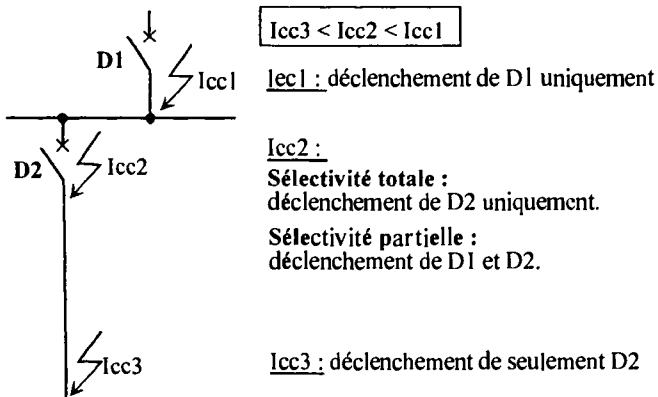 Icc3 < Icc2 < Icc1
D1
Icc1
Iec1 : déclenchement de D1 uniquement
D2
Icc2
Icc2 :
Sélectivité totale :
déclenchement de D2 uniquement.
Sélectivité partielle :
déclenchement de D1 et D2.
Icc3
Icc3 : déclenchement de seulement D2